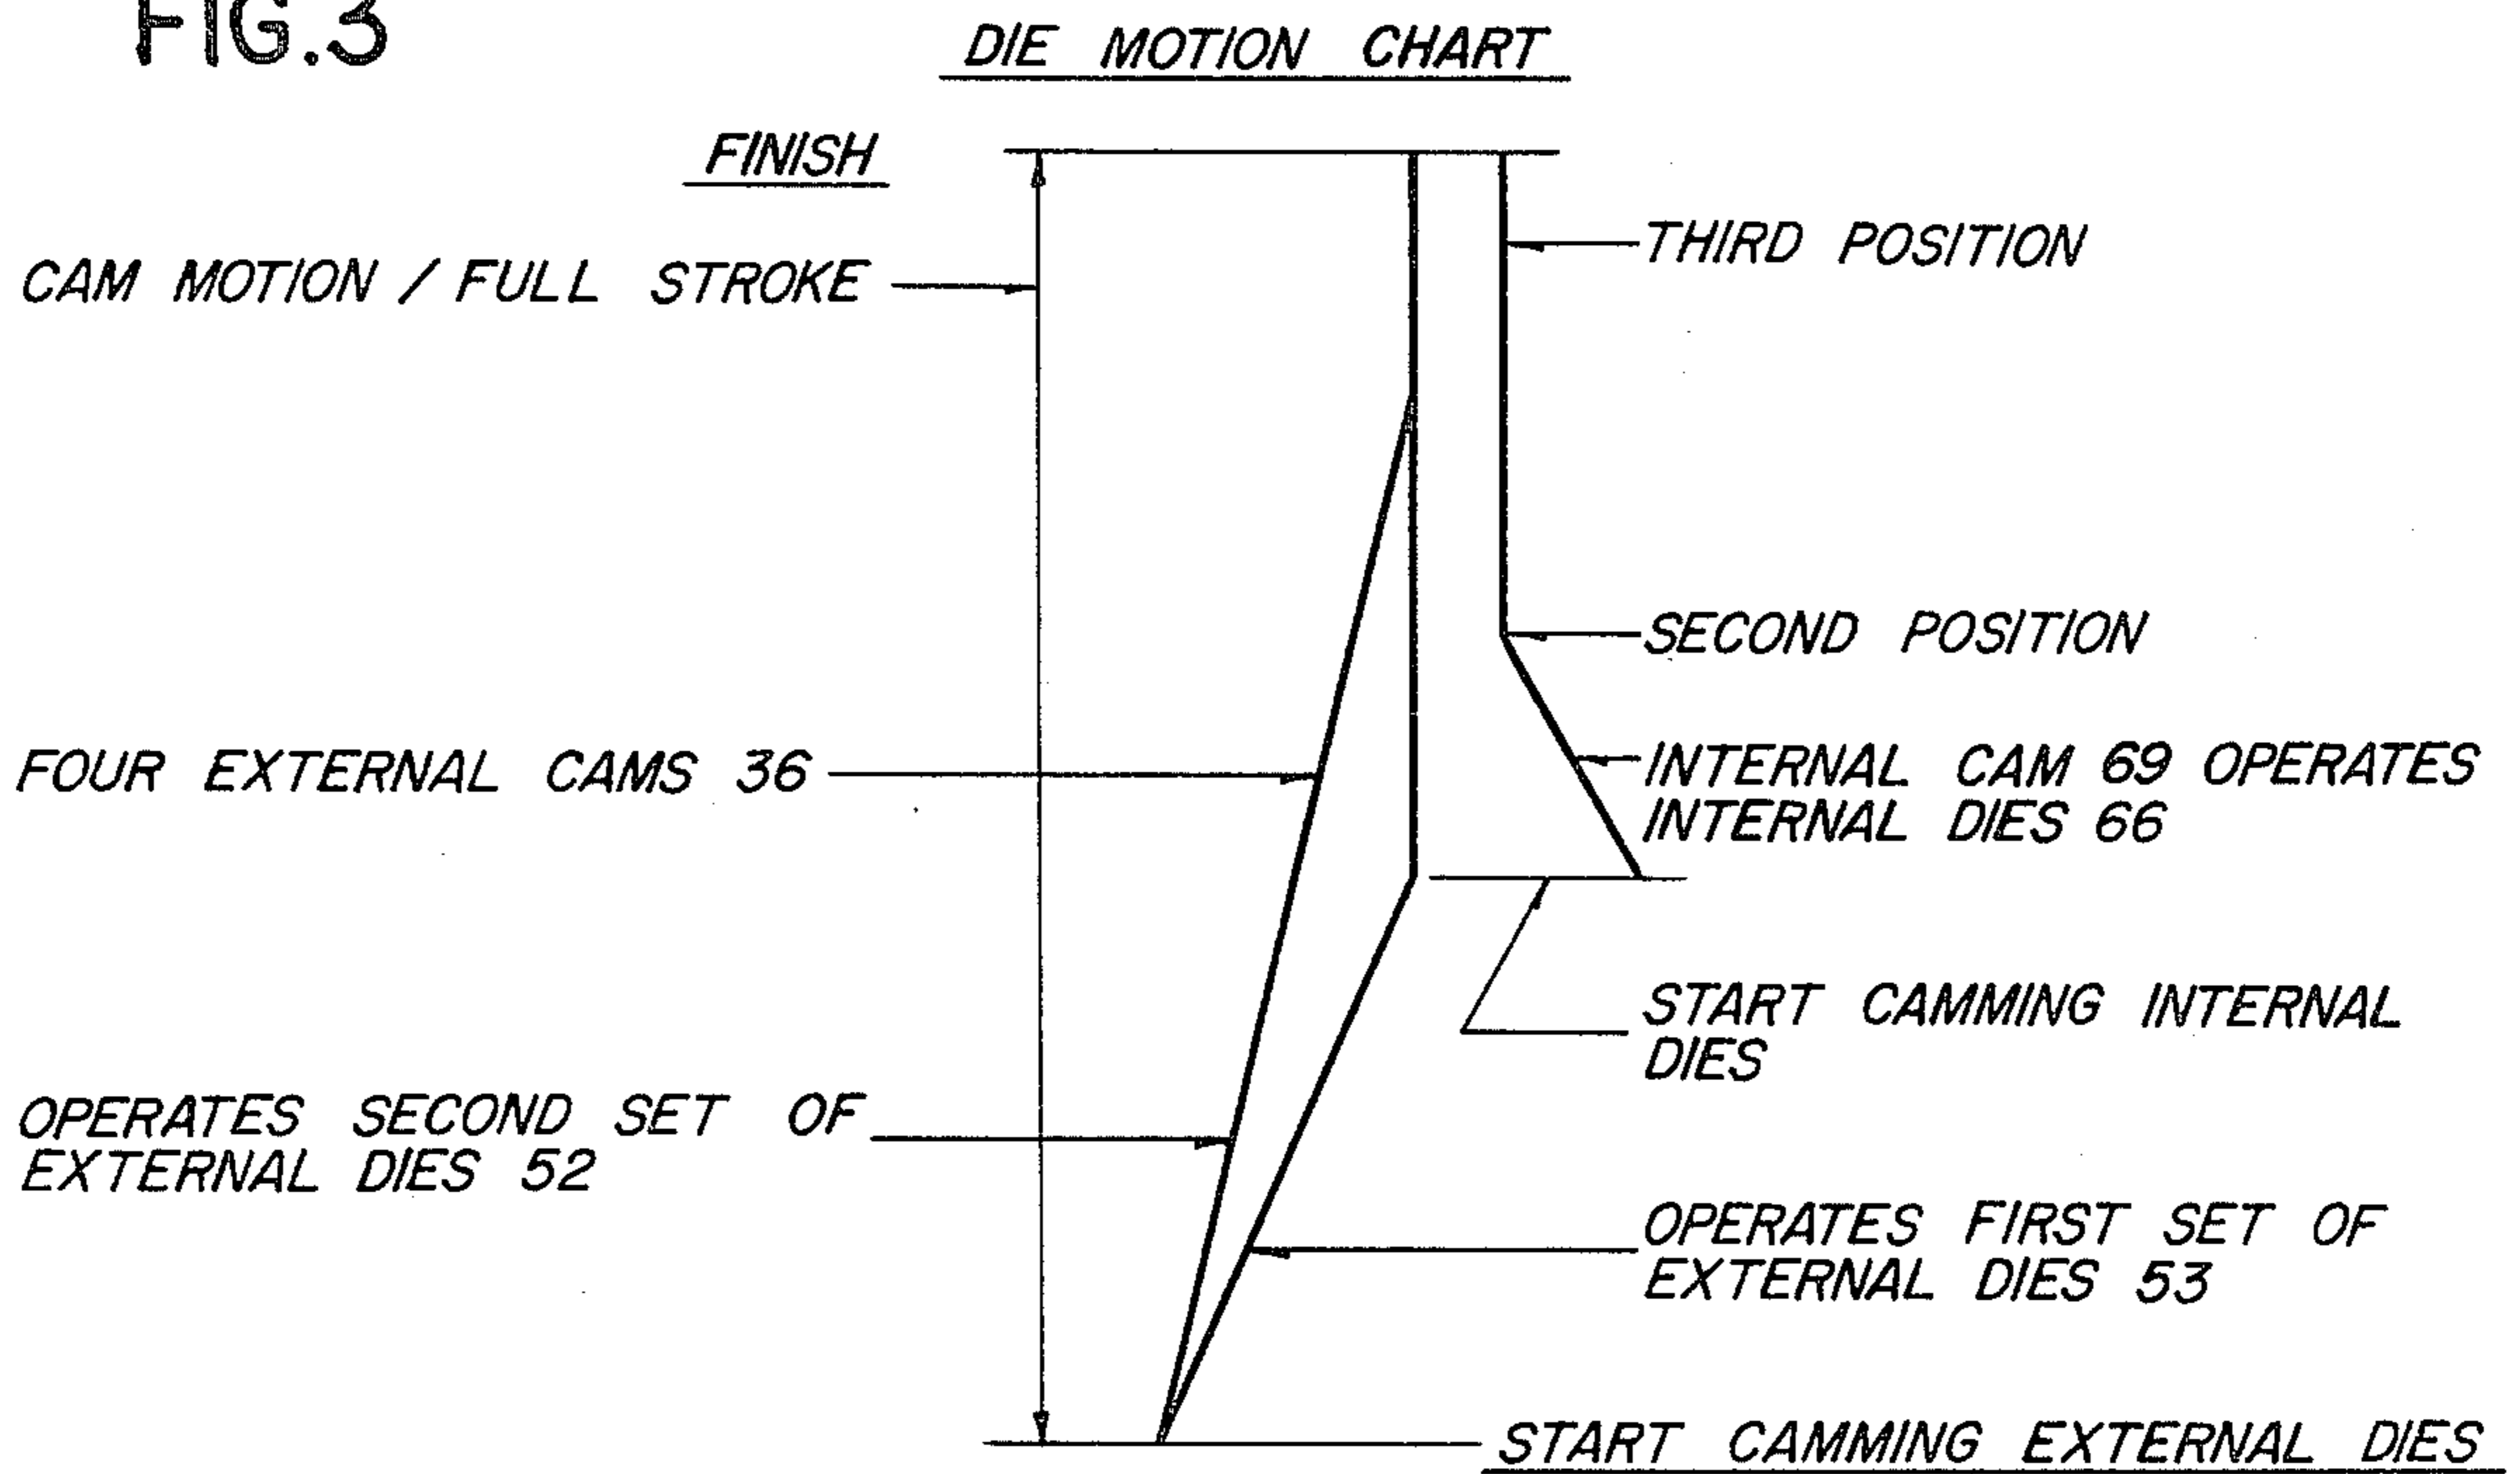 FIG.3
DIE MOTION CHART
FINISH
CAM MOTION / FULL STROKE
THIRD POSITION
SECOND POSITION
FOUR EXTERNAL CAMS 36
INTERNAL CAM 69 OPERATES
INTERNAL DIES 66
START CAMMING INTERNAL
DIES
OPERATES SECOND SET OF
EXTERNAL DIES 52
OPERATES FIRST SET OF
EXTERNAL DIES 53
START CAMMING EXTERNAL DIES